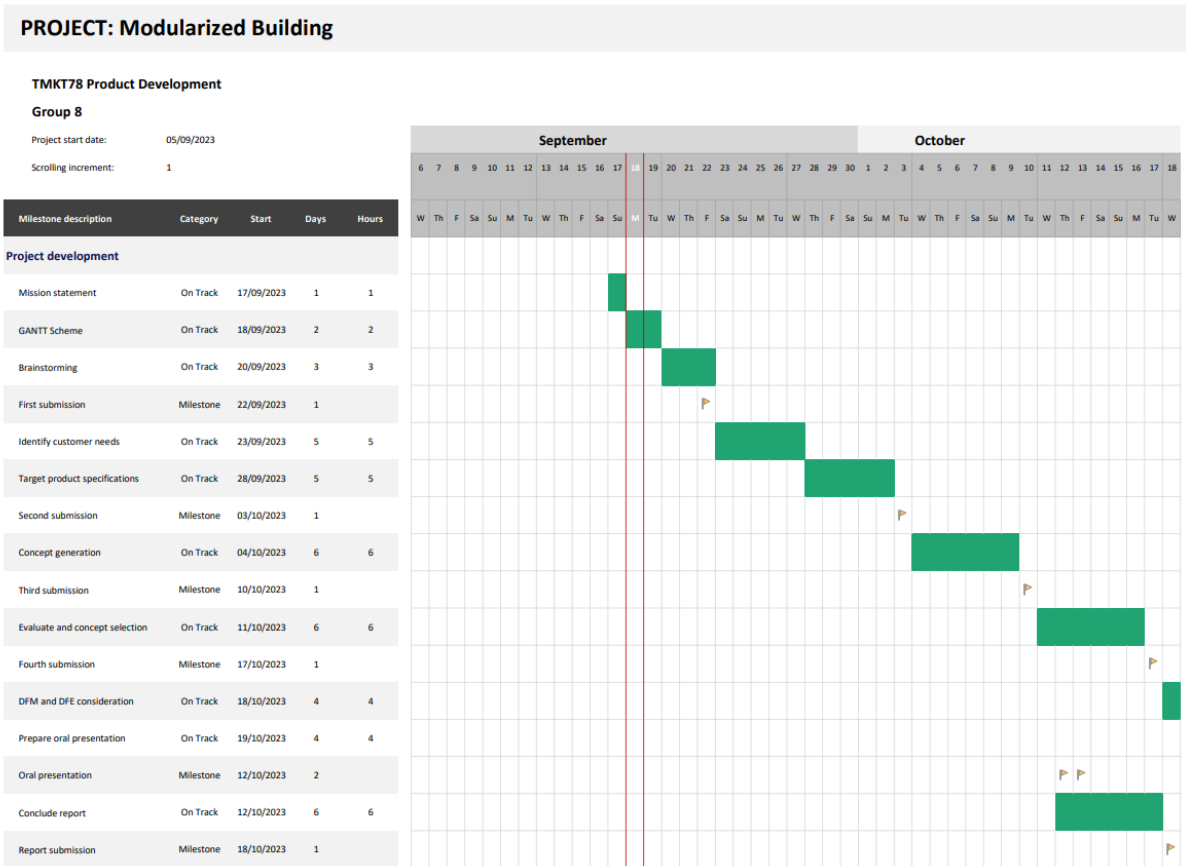 PROJECT: Modularized Building
TMKT78 Product Development
Group 8
Project start date: 05/09/2023
Scrolling increment: 1
September October
6 7 8 9 10 11 12 13 14 15 16 17 18 19 20 21 22 23 24 25 26 27 28 29 30 1 2 3 4 5 6 7 8 9 10 11 12 13 14 15 16 17 18
Milestone description Category Start Days Hours W Th F Sa Su M Tu W Th F Sa Su M Tu W Th F Sa Su M Tu W Th F Sa Su M Tu W Th F Sa Su M Tu W Th F Sa Su M Tu W
Project development
Mission statement On Track 17/09/2023 1 1
GANTT Scheme On Track 18/09/2023 2 2
Brainstorming On Track 20/09/2023 3 3
First submission Milestone 22/09/2023 1
Identify customer needs On Track 23/09/2023 5 5
Target product specifications On Track 28/09/2023 5 5
Second submission Milestone 03/10/2023 1
Concept generation On Track 04/10/2023 6 6
Third submission Milestone 10/10/2023 1
Evaluate and concept selection On Track 11/10/2023 6 6
Fourth submission Milestone 17/10/2023 1
DFM and DFE consideration On Track 18/10/2023 4 4
Prepare oral presentation On Track 19/10/2023 4 4
Oral presentation Milestone 12/10/2023 2
Conclude report On Track 12/10/2023 6 6
Report submission Milestone 18/10/2023 1